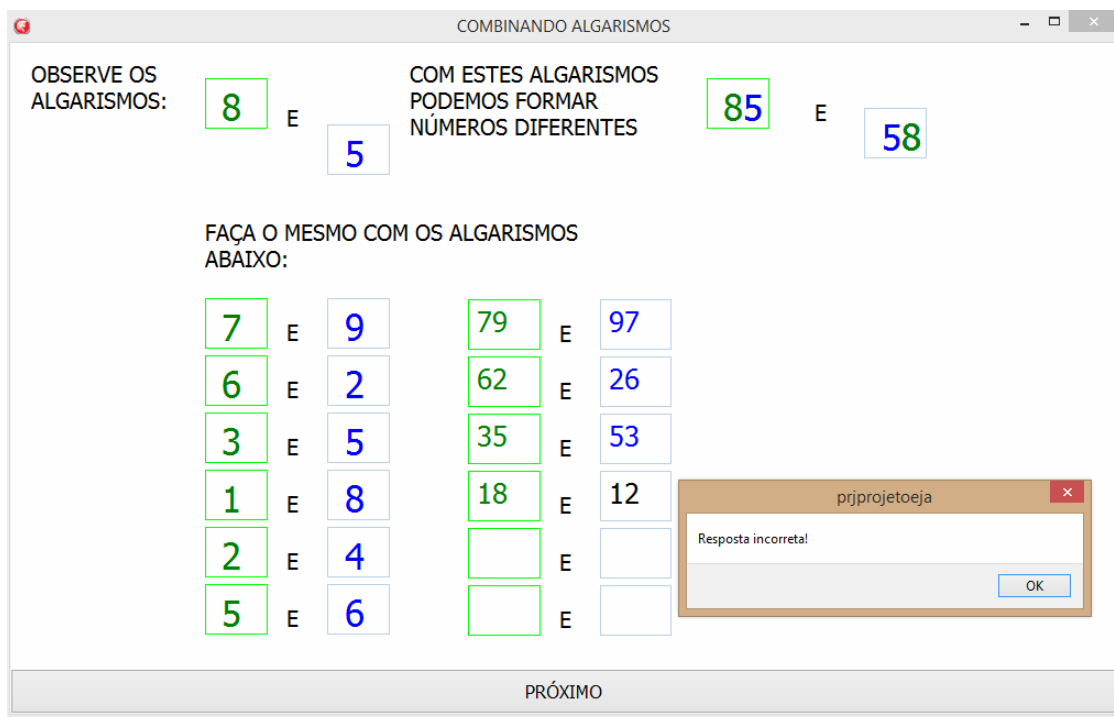 COMBINANDO ALGARISMOS
OBSERVE OS
ALGARISMOS:
8 E 5
COM ESTES ALGARISMOS
PODEMOS FORMAR
NÚMEROS DIFERENTES
85 E 58
FAÇA O MESMO COM OS ALGARISMOS
ABAIXO:
7 E 9 79 E 97
6 E 2 62 E 26
3 E 5 35 E 53
1 E 8 18 E 12
2 E 4 E
5 E 6 E
prjprojetoeja
Resposta incorreta!
OK
PRÓXIMO